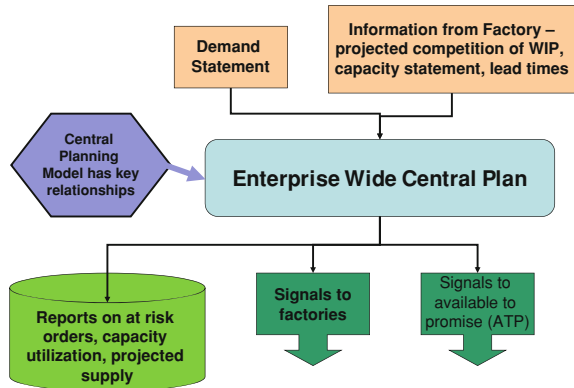 Demand
Statement
Information from Factory –
projected competition of WIP,
capacity statement, lead times
Central
Planning
Model has key
relationships
Enterprise Wide Central Plan
Reports on at risk
orders, capacity
utilization, projected
supply
Signals to
factories
Signals to
available to
promise (ATP)